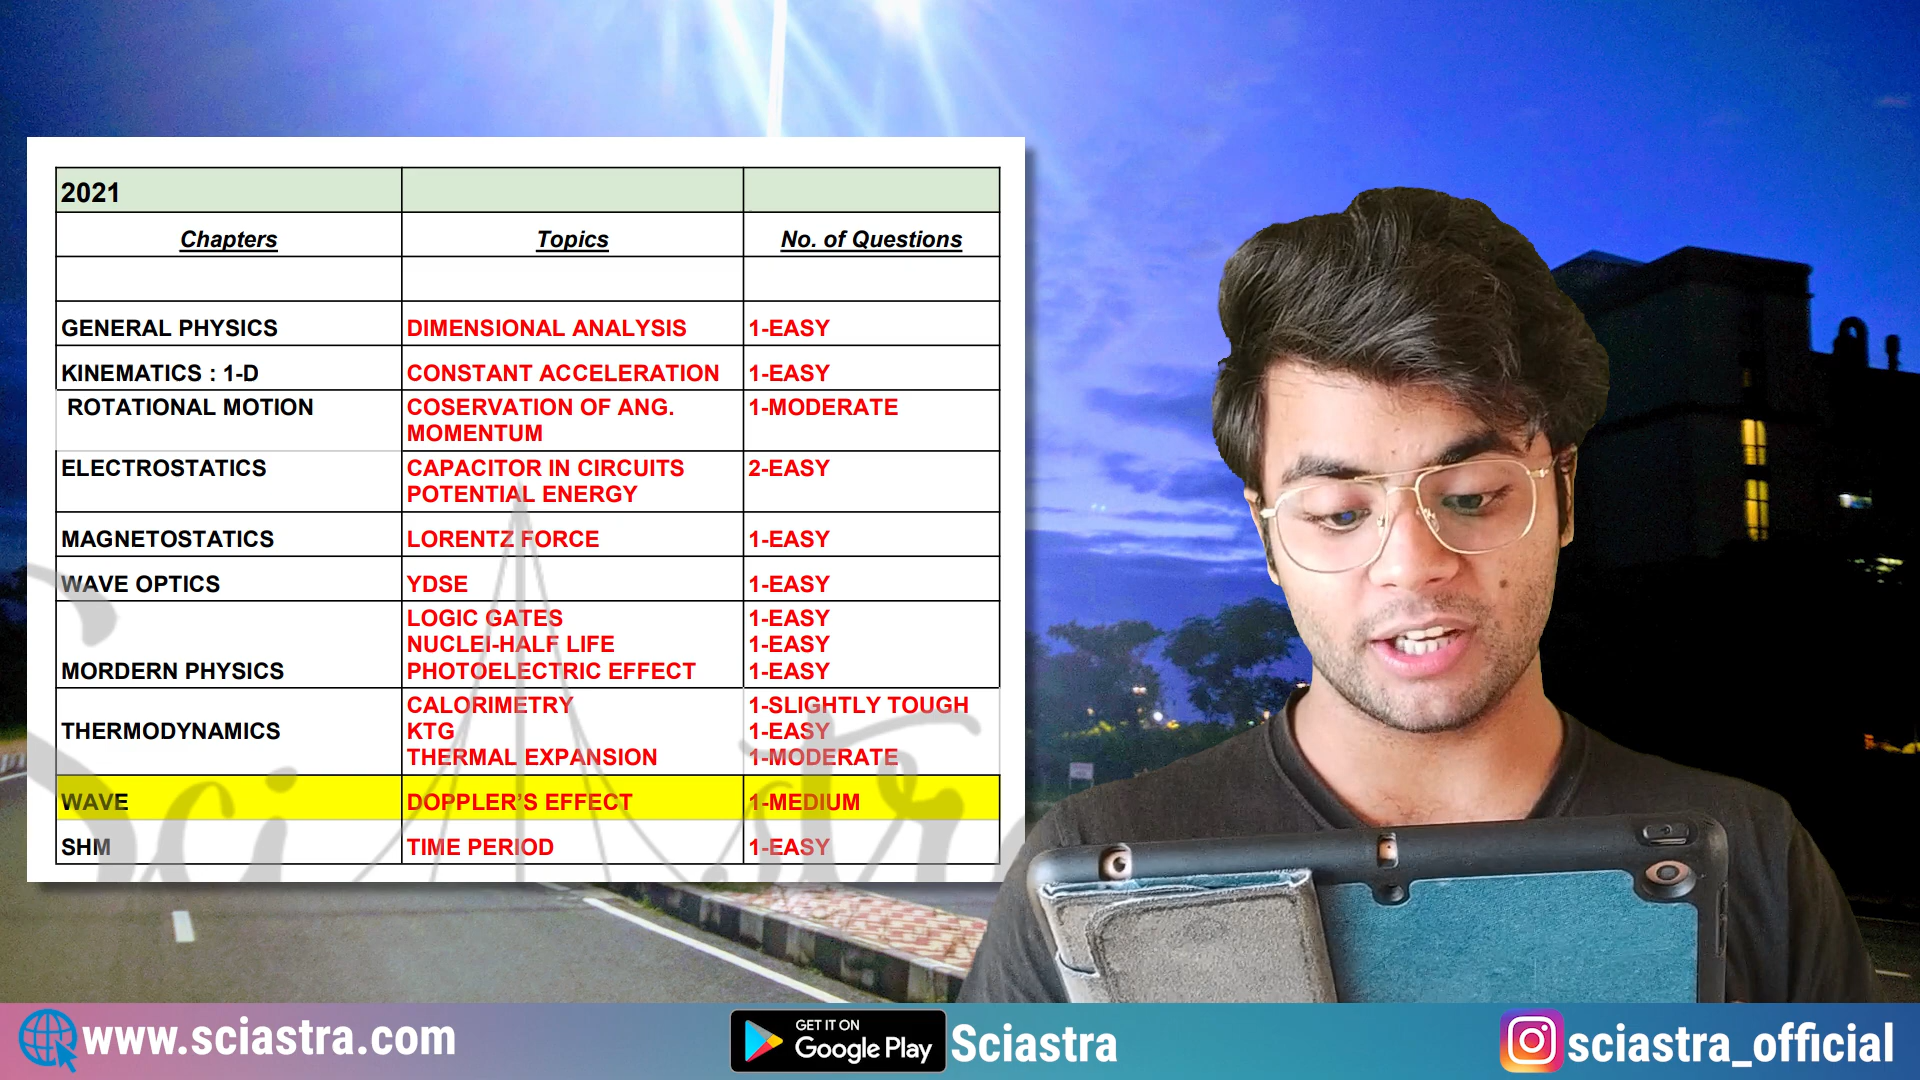 2021
Chapters Topics No. of Questions
GENERAL PHYSICS DIMENSIONAL ANALYSIS 1-EASY
KINEMATICS : 1-D CONSTANT ACCELERATION 1-EASY
ROTATIONAL MOTION COSERVATION OF ANG. 1-MODERATE
MOMENTUM
ELECTROSTATICS CAPACITOR IN CIRCUITS 2-EASY
POTENTIAL ENERGY
MAGNETOSTATICS LORENTZ FORCE 1-EASY
WAVE OPTICS YDSE 1-EASY
LOGIC GATES 1-EASY
NUCLEI-HALF LIFE 1-EASY
MORDERN PHYSICS PHOTOELECTRIC EFFECT 1-EASY
CALORIMETRY 1-SLIGHTLY TOUGH
THERMODYNAMICS KTG 1-EASY
THERMAL EXPANSION 1-MODERATE
WAVE DOPPLER'S EFFECT 1-MEDIUM
SHM TIME PERIOD 1-EASY
www.sciastra.com
GET IT ON
Google Play
Sciastra
sciastra_official